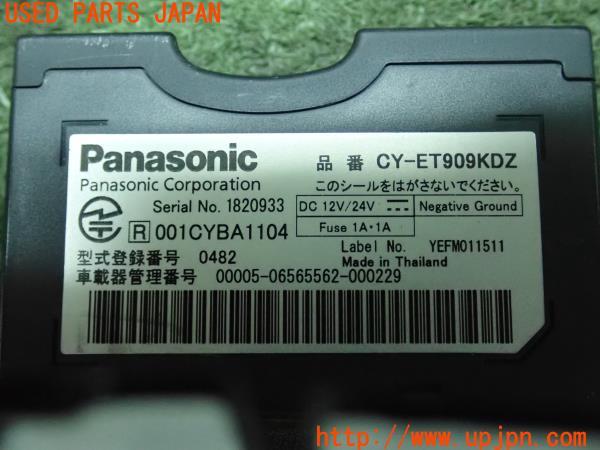 USED PARTS JAPAN
Panasonic
品番 CY-ET909KDZ
Panasonic Corporation
このシールをはがさないでください。
Serial No. 1820933
DC 12V/24V
Negative Ground
Fuse 1A・1A
R 001CYBA1104
Label No. YEFM011511
型式登録番号 0482
Made in Thailand
車載器管理番号 00005-06565562-000229
http://www.upjpn.com